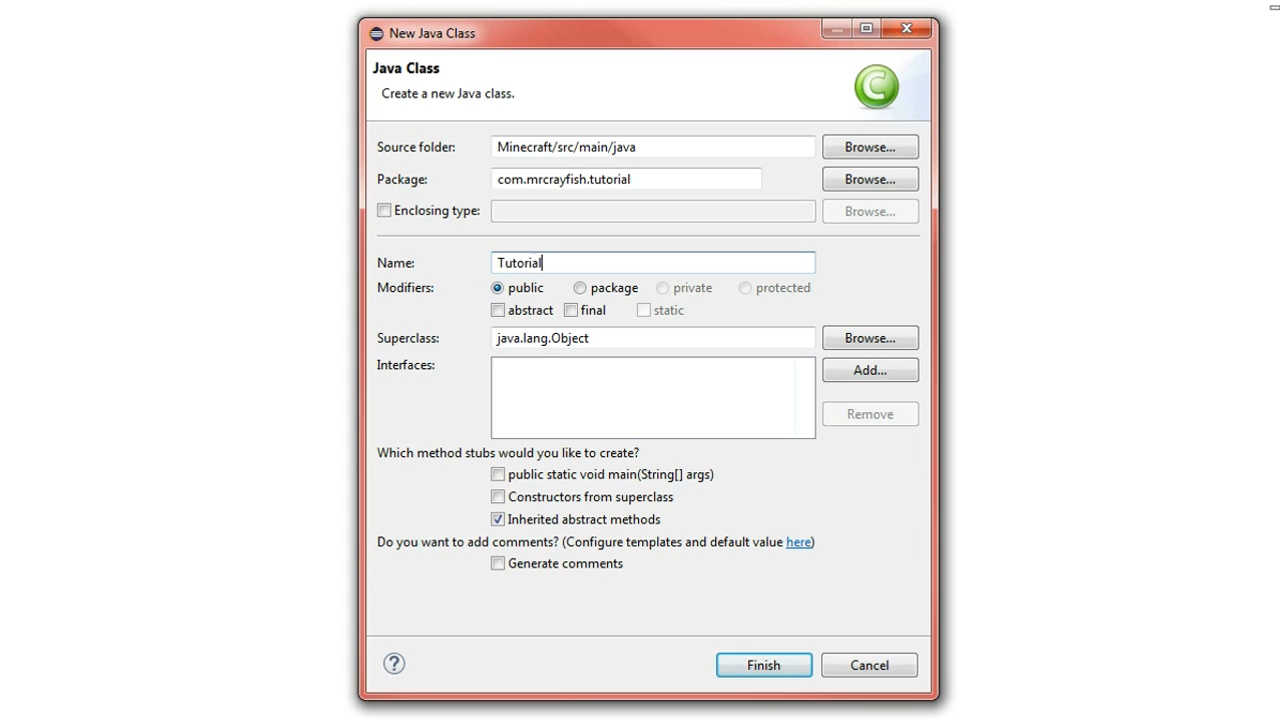 New Java Class
Java Class
Create a new Java class.
C
Source folder: Minecraft/src/main/java Browse...
Package: com.mrcrayfish.tutorial Browse...
Enclosing type: Browse...
Name: Tutorial
Modifiers: public package private protected
abstract final static
Superclass: java.lang.Object Browse...
Interfaces: Add...
Remove
Which method stubs would you like to create?
public static void main(String[] args)
Constructors from superclass
Inherited abstract methods
Do you want to add comments? (Configure templates and default value here)
Generate comments
? Finish Cancel